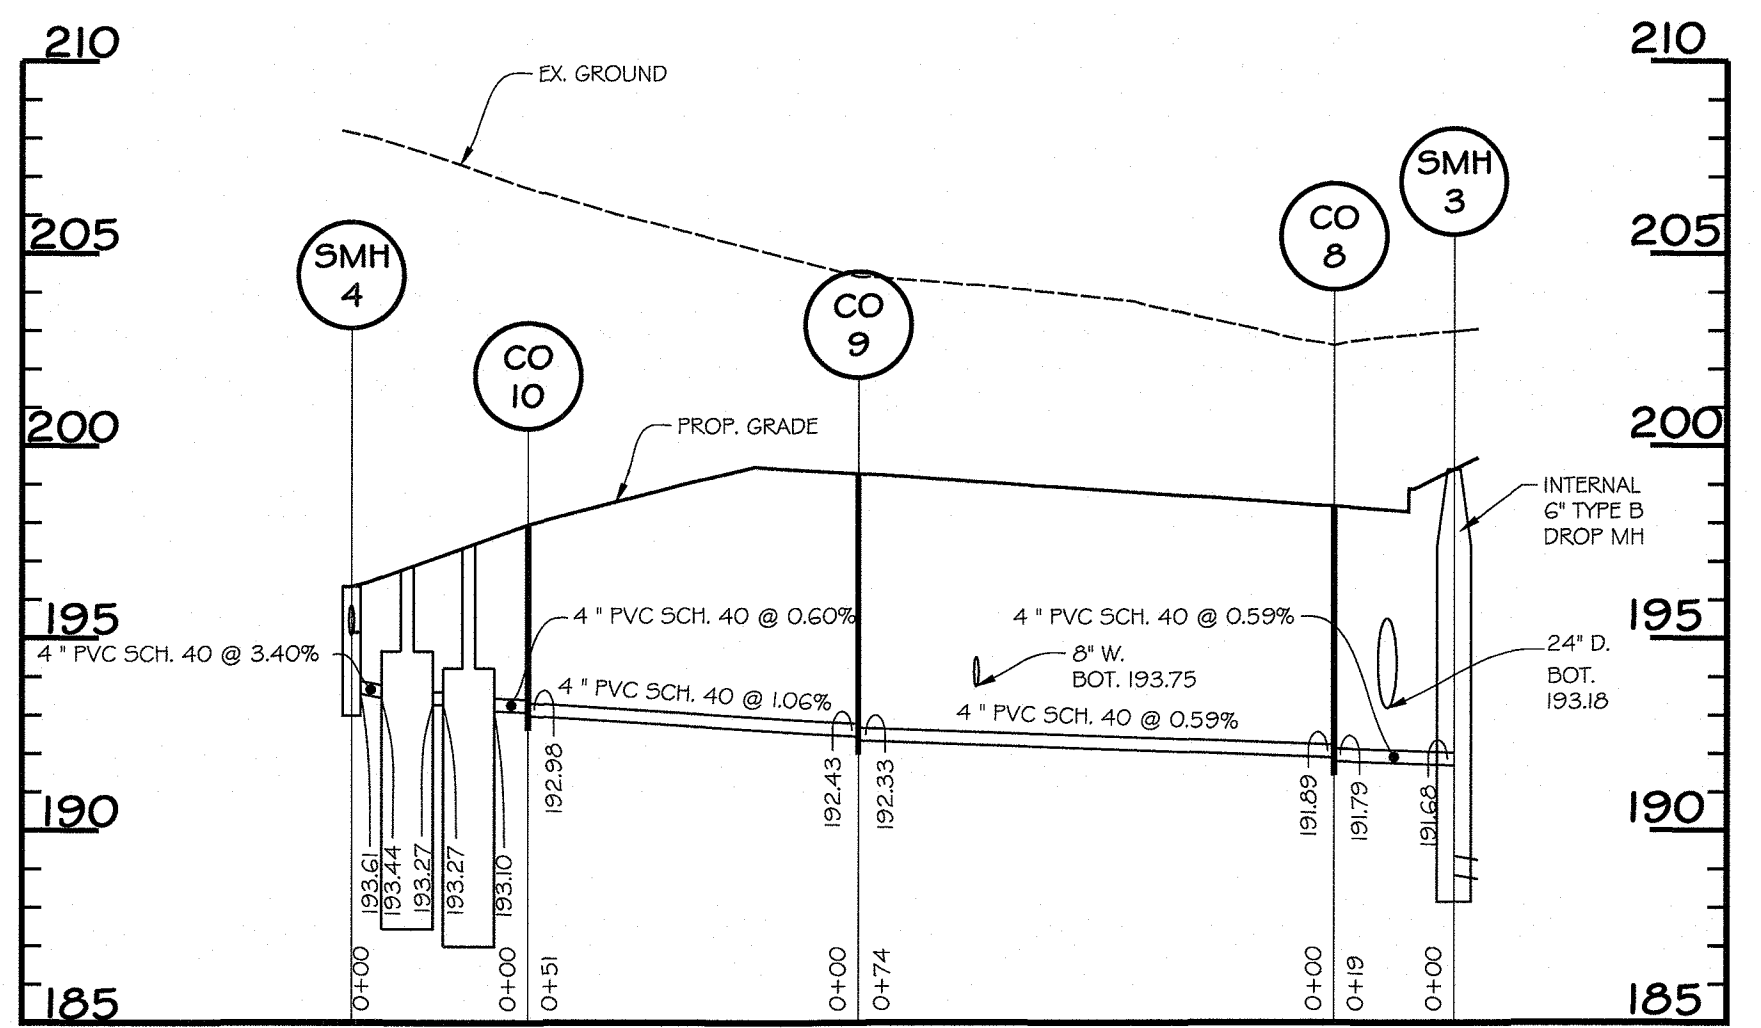 210
210
EX. GROUND
SMH
3
CO
8
205
205
SMH
4
CO
9
CO
10
200
200
PROP. GRADE
INTERNAL
6" TYPE B
DROP MH
195
195
4 " PVC SCH. 40 @ 0.60%
4 " PVC SCH. 40 @ 0.59%
4 " PVC SCH. 40 @ 3.40%
8" W.
BOT. 193.75
24" D.
BOT.
193.18
4 " PVC SCH. 40 @ 1.06%
4 " PVC SCH. 40 @ 0.59%
192.98
192.43
192.33
191.89
191.79
191.68
190
190
193.61
193.44
193.27
193.27
193.10
0+00
0+00
0+51
0+00
0+74
0+00
0+19
0+00
185
185